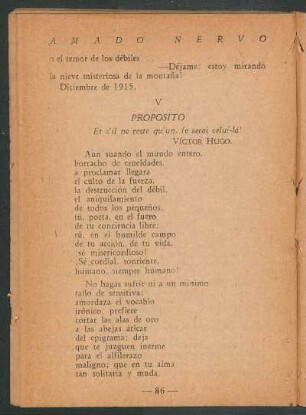 AMADO NERVO
o el temor de los débiles
—Déjame: estoy mirando
la nieve misteriosa de la montaña!
Diciembre de 1915.
V
PROPOSITO
Et s'il no reste qu'un, je serai celui-là!
VÍCTOR HUGO.
Aun cuando el mundo entero,
borracho de crueldades,
a proclamar llegara
el culto de la fuerza,
la destrucción del débil,
el aniquilamiento
de todos los pequeños,
tú, poeta, en el fuero
de tu conciencia libre;
tú, en el humilde campo
de tu acción, de tu vida,
¡sé misericordioso!
¡Sé cordial, sonriente,
humano, siempre humano!
No hagas sufrir ni a un mínimo
tallo de sensitiva;
amordaza el vocablo
irónico, prefiere
cortar las alas de oro
a las abejas áticas
del epigrama; deja
que te juzguen inerme
para el alfilerazo
maligno; que en tu alma
tan solitaria y muda,
— 86 —